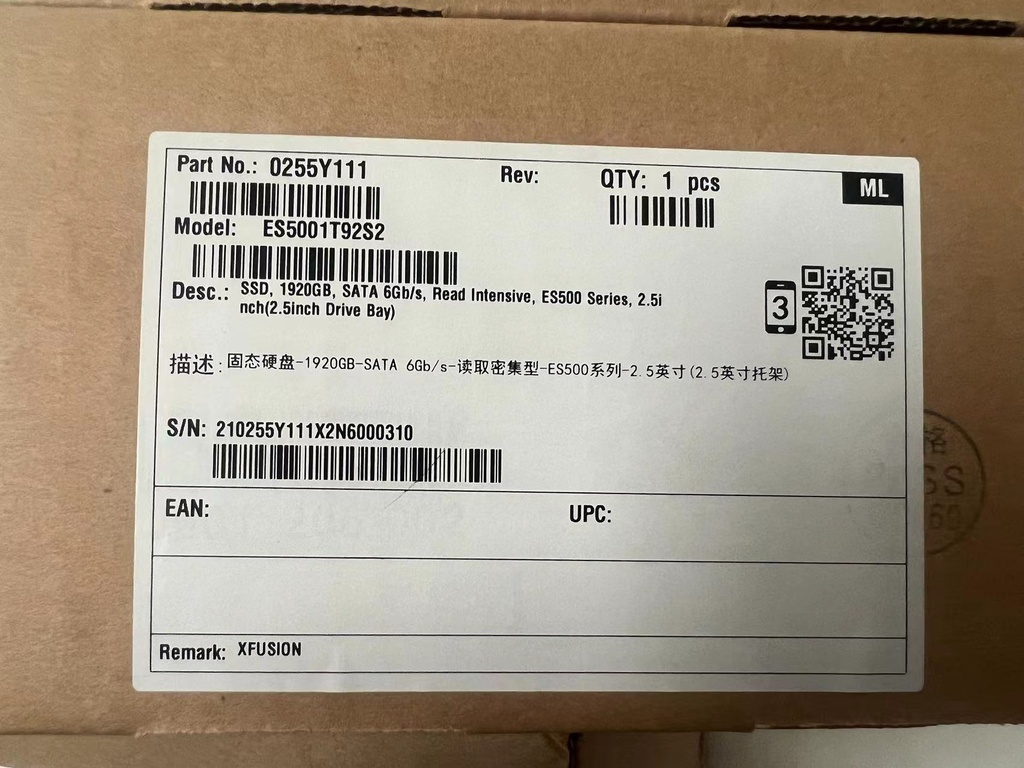 Part No.: 0255Y111
Rev:
QTY: 1 pcs
ML
Model: ES5001T92S2
Desc.: SSD, 1920GB, SATA 6Gb/s, Read Intensive, ES500 Series, 2.5i
nch(2.5inch Drive Bay)
3
描述: 固态硬盘-1920GB-SATA 6Gb/s-读取密集型-ES500系列-2.5英寸(2.5英寸托架)
S/N: 210255Y111X2N6000310
EAN:
UPC:
Remark: XFUSION